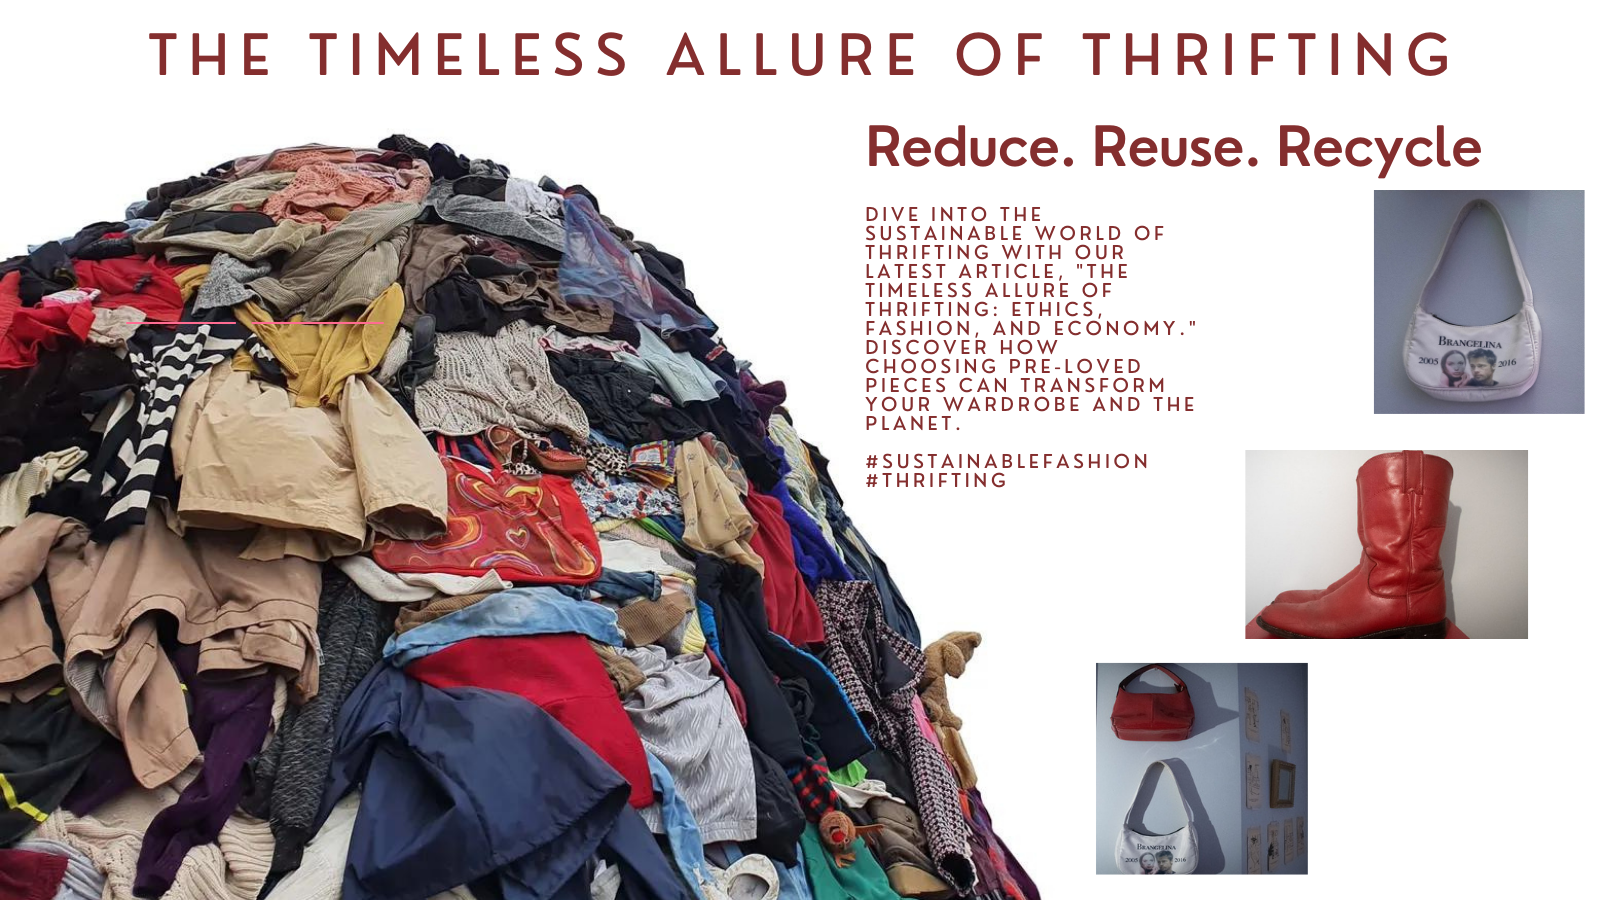 THE TIMELESS ALLURE OF THRIFTING
Reduce. Reuse. Recycle
DIVE INTO THE
SUSTAINABLE WORLD OF
THRIFTING WITH OUR
LATEST ARTICLE, "THE
TIMELESS ALLURE OF
THRIFTING: ETHICS,
FASHION, AND ECONOMY."
DISCOVER HOW
CHOOSING PRE-LOVED
PIECES CAN TRANSFORM
YOUR WARDROBE AND THE
PLANET.
#SUSTAINABLEFASHION
#THRIFTING
BRANGELINA
2005 2016
BRANGELINA
2005 2016